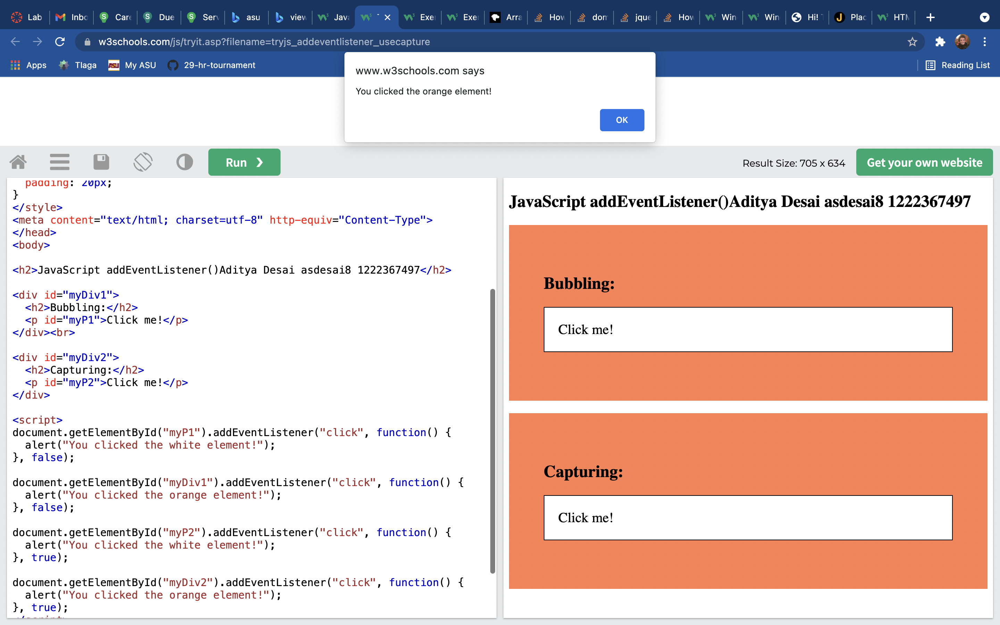 Lab Inbo Care Due Serv asu view Java Exer Exer Arra How dom jque How Win Win Hi! Plac HTM
w3schools.com/js/tryit.asp?filename=tryjs_addeventlistener_usecapture
Apps Tlaga My ASU 29-hr-tournament Reading List
www.w3schools.com says
You clicked the orange element!
OK
Run ❯ Result Size: 705 x 634 Get your own website
padding: 20px;
}
</style>
<meta content="text/html; charset=utf-8" http-equiv="Content-Type">
</head>
<body>
<h2>JavaScript addEventListener()Aditya Desai asdesai8 1222367497</h2>
<div id="myDiv1">
<h2>Bubbling:</h2>
<p id="myP1">Click me!</p>
</div><br>
<div id="myDiv2">
<h2>Capturing:</h2>
<p id="myP2">Click me!</p>
</div>
<script>
document.getElementById("myP1").addEventListener("click", function() {
alert("You clicked the white element!");
}, false);
document.getElementById("myDiv1").addEventListener("click", function() {
alert("You clicked the orange element!");
}, false);
document.getElementById("myP2").addEventListener("click", function() {
alert("You clicked the white element!");
}, true);
document.getElementById("myDiv2").addEventListener("click", function() {
alert("You clicked the orange element!");
}, true);
JavaScript addEventListener()Aditya Desai asdesai8 1222367497
Bubbling:
Click me!
Capturing:
Click me!